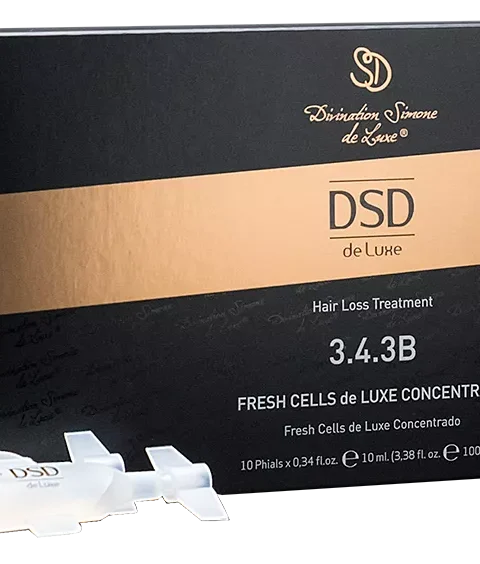 SD
Divination Simone
de Luxe®
DSD
de Luxe
Hair Loss Treatment
3.4.3B
FRESH CELLS de LUXE CONCENTR
Fresh Cells de Luxe Concentrado
10 Phials x 0,34 fl.oz. ℮ 10 ml. (3,38 fl. oz. ℮ 100
DSD
de Luxe